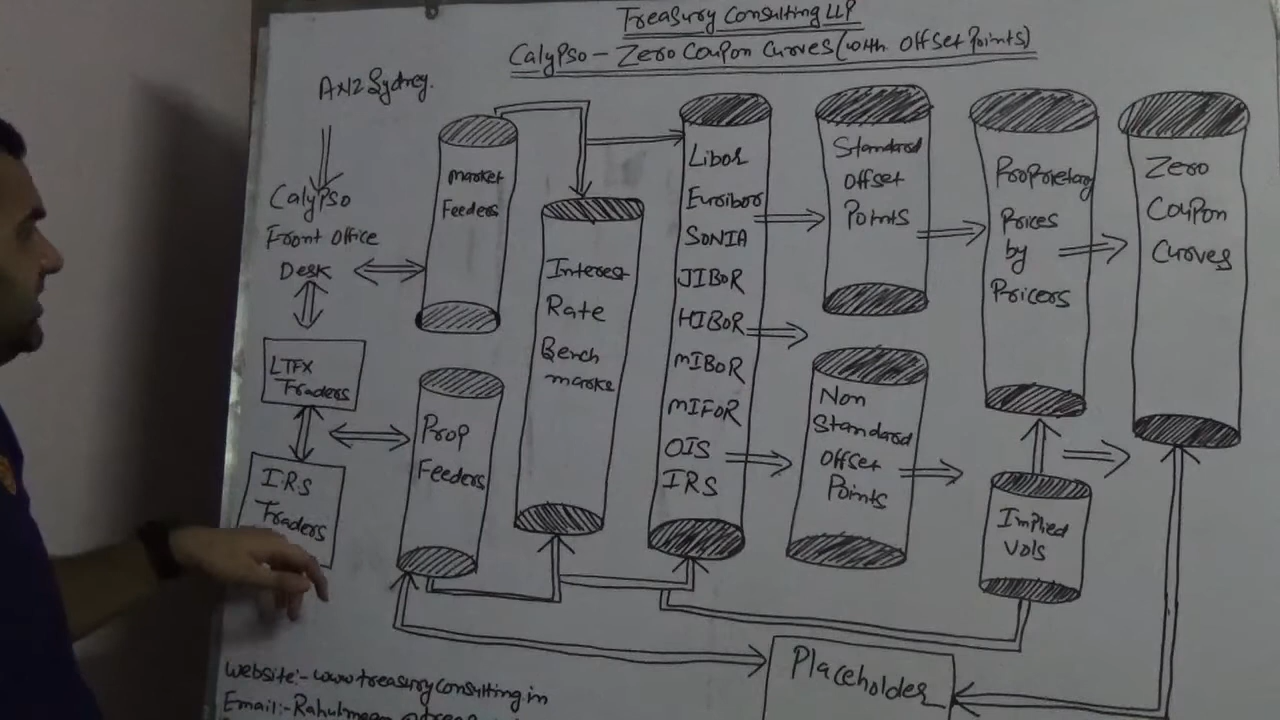 Treasury Consulting LLP
Calypso - Zero Coupon Curves (with Offset Points)
ANZ Sydney.
Calypso
Front Office
Desk
LTFX
Traders
I.R.S
Traders
Market
Feeders
Prop
Feeders
Interest
Rate
Bench
marks
Libor
Euribor
SONIA
JIBOR
HIBOR
MIBOR
MIFOR
OIS
IRS
Standard
Offset
Points
Non
Standard
Offset
Points
Proprietary
Prices
by
Pricers
Implied
Vols
Zero
Coupon
Curves
Placeholder
Website:- www.treasuryconsulting.in
Email:-